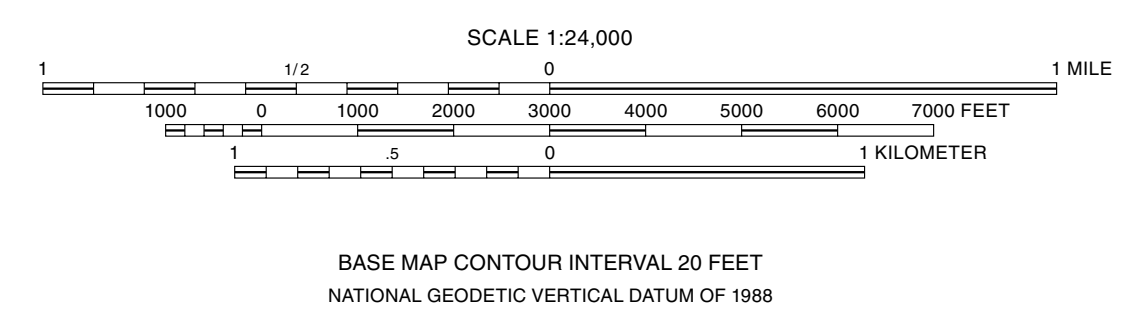 SCALE 1:24,000
1 1/2 0 1 MILE
1000 0 1000 2000 3000 4000 5000 6000 7000 FEET
1 .5 0 1 KILOMETER
BASE MAP CONTOUR INTERVAL 20 FEET
NATIONAL GEODETIC VERTICAL DATUM OF 1988